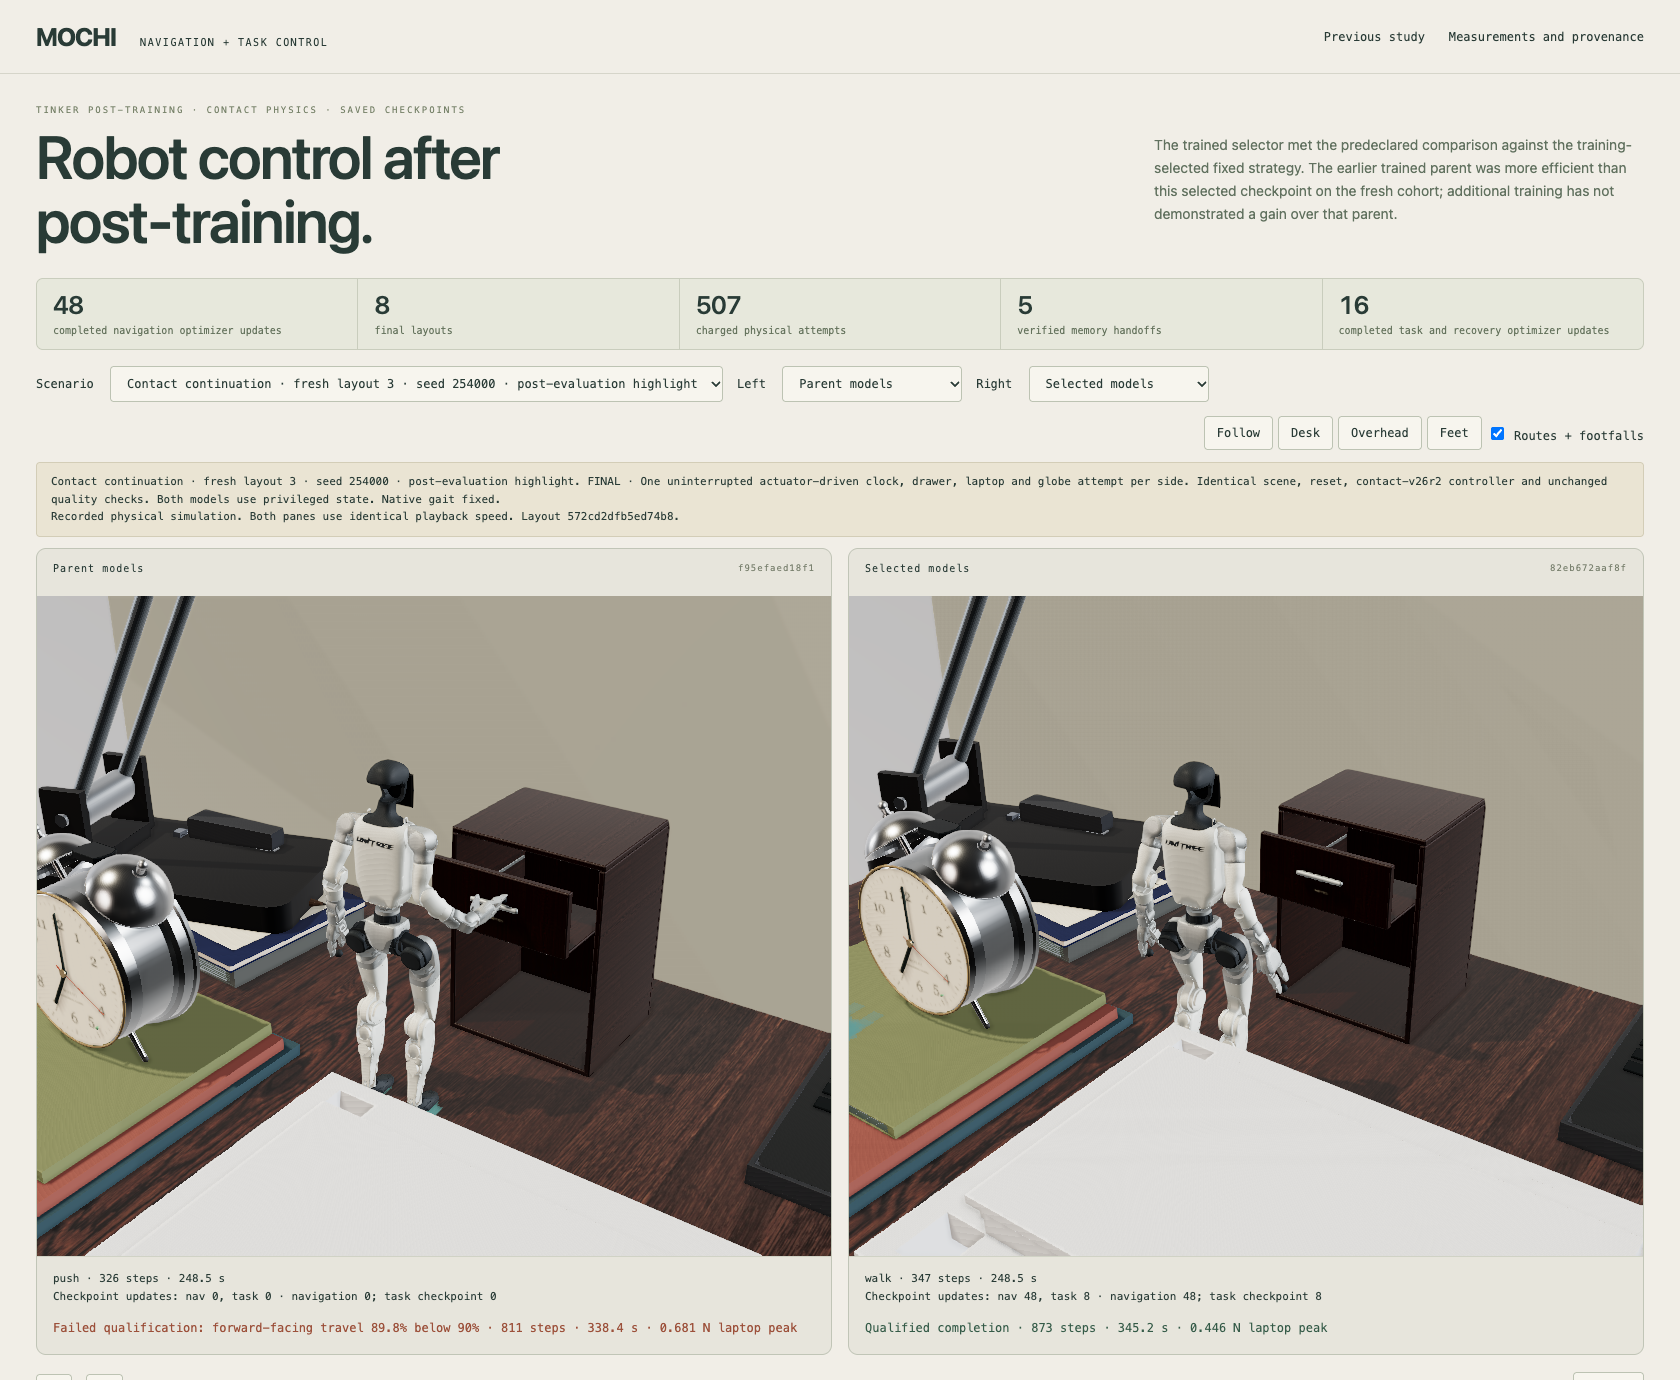 MOCHI NAVIGATION + TASK CONTROL
Previous study Measurements and provenance
TINKER POST-TRAINING · CONTACT PHYSICS · SAVED CHECKPOINTS
Robot control after
post-training.
The trained selector met the predeclared comparison against the training-
selected fixed strategy. The earlier trained parent was more efficient than
this selected checkpoint on the fresh cohort; additional training has not
demonstrated a gain over that parent.
48
completed navigation optimizer updates
8
final layouts
507
charged physical attempts
5
verified memory handoffs
16
completed task and recovery optimizer updates
Scenario Contact continuation · fresh layout 3 · seed 254000 · post-evaluation highlight Left Parent models Right Selected models
Follow Desk Overhead Feet Routes + footfalls
Contact continuation · fresh layout 3 · seed 254000 · post-evaluation highlight. FINAL · One uninterrupted actuator-driven clock, drawer, laptop and globe attempt per side. Identical scene, reset, contact-v26r2 controller and unchanged
quality checks. Both models use privileged state. Native gait fixed.
Recorded physical simulation. Both panes use identical playback speed. Layout 572cd2dfb5ed74b8.
Parent models f95efaed18f1
push · 326 steps · 248.5 s
Checkpoint updates: nav 0, task 0 · navigation 0; task checkpoint 0
Failed qualification: forward-facing travel 89.8% below 90% · 811 steps · 338.4 s · 0.681 N laptop peak
Selected models 82eb672aaf8f
walk · 347 steps · 248.5 s
Checkpoint updates: nav 48, task 8 · navigation 48; task checkpoint 8
Qualified completion · 873 steps · 345.2 s · 0.446 N laptop peak